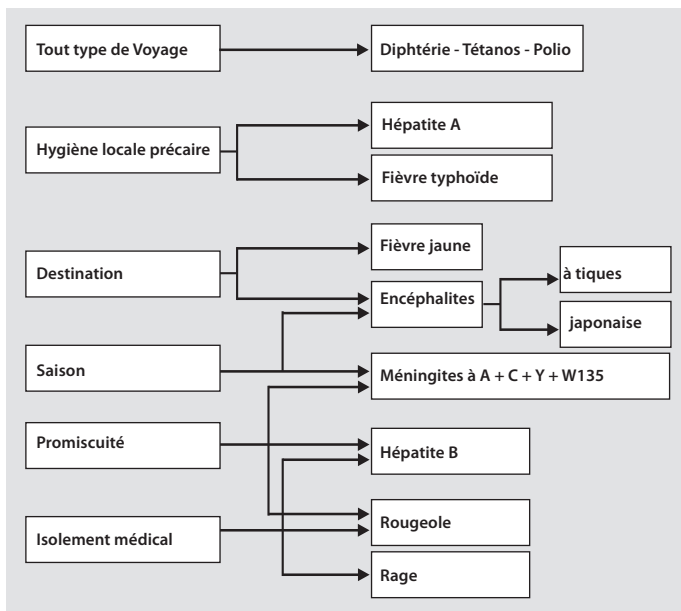 Tout type de Voyage
Diphtérie - Tétanos - Polio
Hygiène locale précaire
Hépatite A
Fièvre typhoïde
Destination
Fièvre jaune
Encéphalites
à tiques
japonaise
Saison
Méningites à A + C + Y + W135
Promiscuité
Hépatite B
Isolement médical
Rougeole
Rage